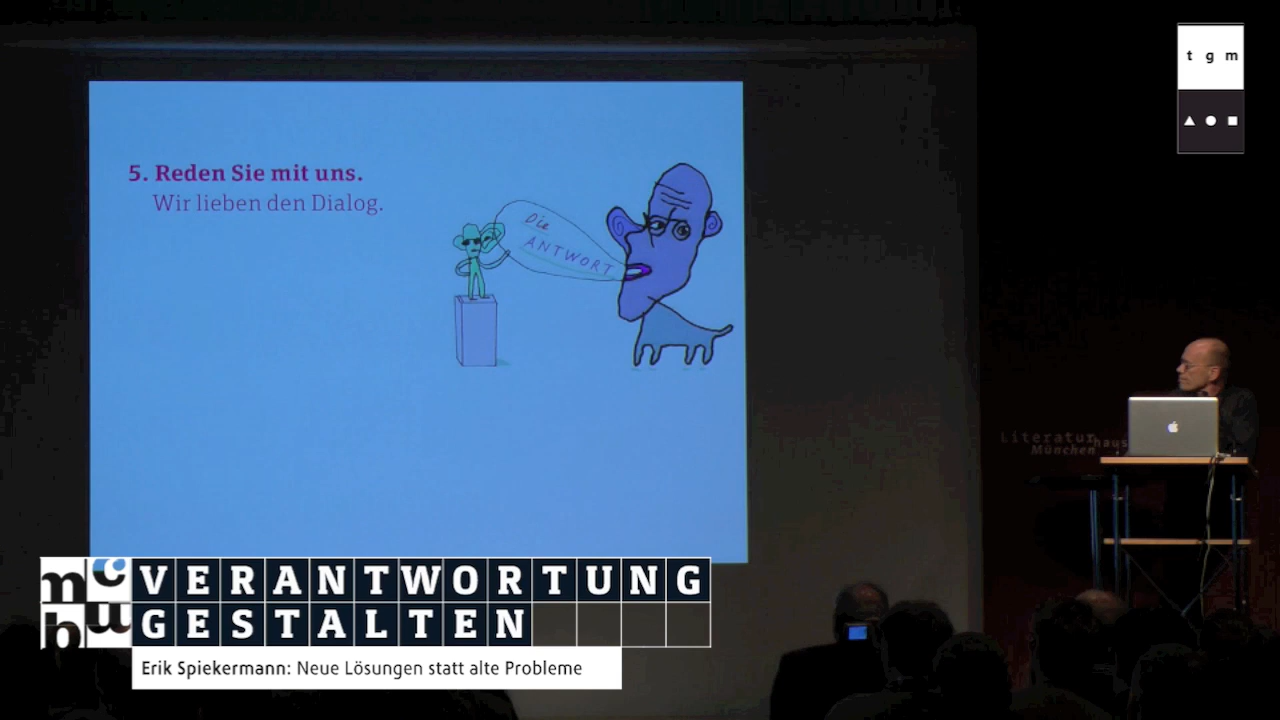 t g m
5. Reden Sie mit uns.
Wir lieben den Dialog.
Die
ANTWORT
Literaturhaus
München
mcbw
VERANTWORTUNG
GESTALTEN
Erik Spiekermann: Neue Lösungen statt alte Probleme